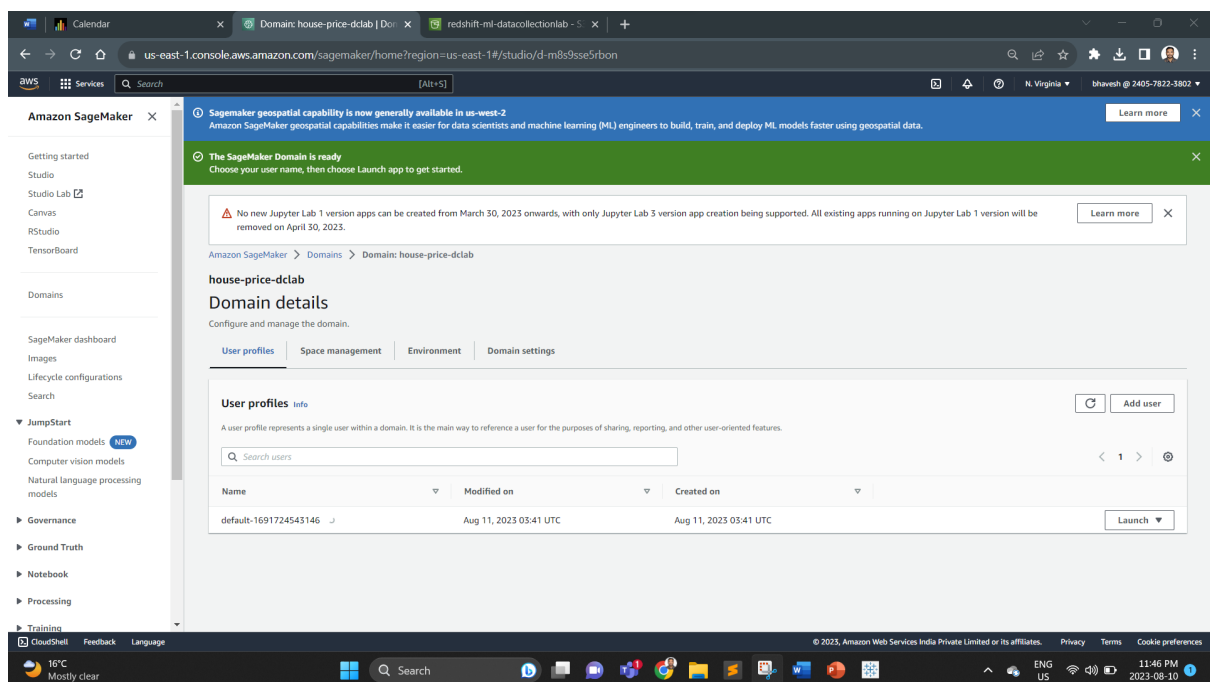 Calendar
Domain: house-price-dclab | Dom
redshift-ml-datacollectionlab - S
us-east-1.console.aws.amazon.com/sagemaker/home?region=us-east-1#/studio/d-m8s9sse5rbon
aws
Services
Search
[Alt+S]
N. Virginia
bhavesh @ 2405-7822-3802
Amazon SageMaker
Getting started
Studio
Studio Lab
Canvas
RStudio
TensorBoard
Domains
SageMaker dashboard
Images
Lifecycle configurations
Search
JumpStart
Foundation models NEW
Computer vision models
Natural language processing
models
Governance
Ground Truth
Notebook
Processing
Training
Sagemaker geospatial capability is now generally available in us-west-2
Amazon SageMaker geospatial capabilities make it easier for data scientists and machine learning (ML) engineers to build, train, and deploy ML models faster using geospatial data.
Learn more
The SageMaker Domain is ready
Choose your user name, then choose Launch app to get started.
No new Jupyter Lab 1 version apps can be created from March 30, 2023 onwards, with only Jupyter Lab 3 version app creation being supported. All existing apps running on Jupyter Lab 1 version will be
removed on April 30, 2023.
Learn more
Amazon SageMaker > Domains > Domain: house-price-dclab
house-price-dclab
Domain details
Configure and manage the domain.
User profiles
Space management
Environment
Domain settings
User profiles Info
Add user
A user profile represents a single user within a domain. It is the main way to reference a user for the purposes of sharing, reporting, and other user-oriented features.
Search users
1
Name
Modified on
Created on
default-1691724543146
Aug 11, 2023 03:41 UTC
Aug 11, 2023 03:41 UTC
Launch
CloudShell
Feedback
Language
© 2023, Amazon Web Services India Private Limited or its affiliates.
Privacy
Terms
Cookie preferences
16°C
Mostly clear
Search
ENG
US
11:46 PM
2023-08-10
1